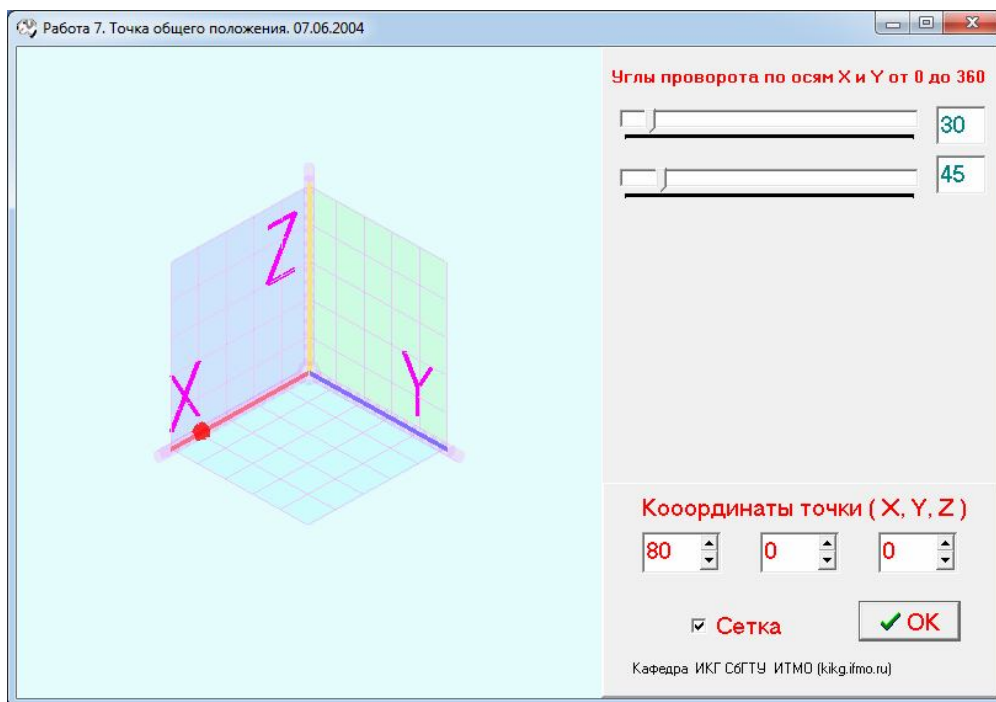 Работа 7. Точка общего положения. 07.06.2004
Углы проворота по осям X и Y от 0 до 360
30
45
Z
X
Y
Кооординаты точки ( X, Y, Z )
80 0 0
Сетка
OK
Кафедра ИКГ СбГТУ ИТМО (kikg.ifmo.ru)